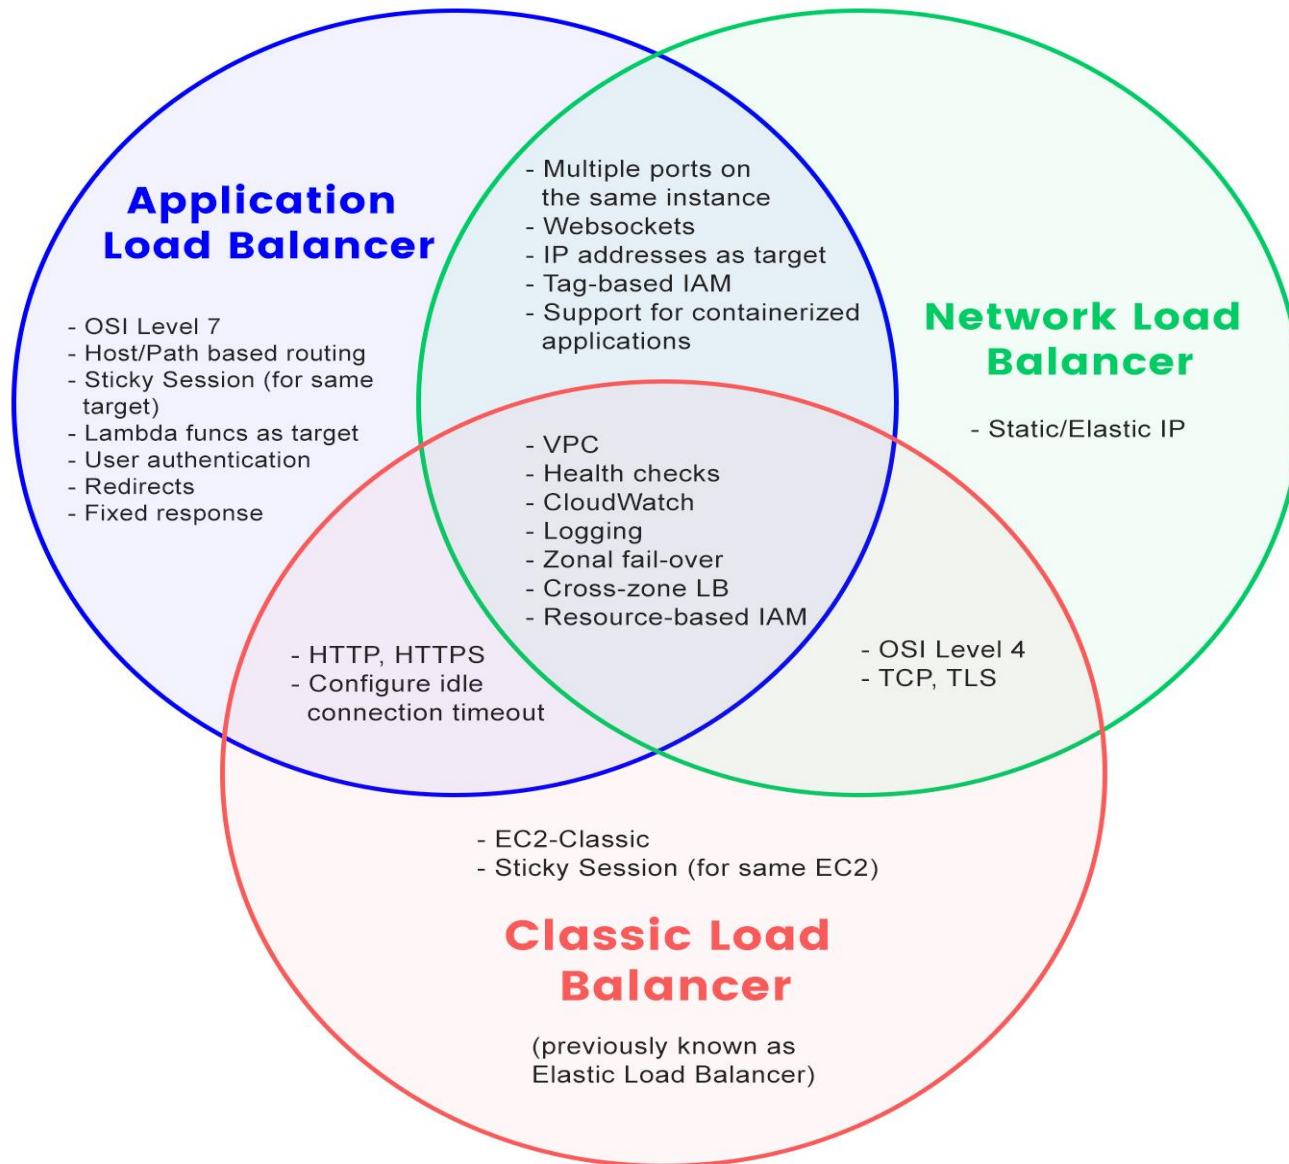 Application
Load Balancer
- OSI Level 7
- Host/Path based routing
- Sticky Session (for same
target)
- Lambda funcs as target
- User authentication
- Redirects
- Fixed response
- Multiple ports on
the same instance
- Websockets
- IP addresses as target
- Tag-based IAM
- Support for containerized
applications
Network Load
Balancer
- Static/Elastic IP
- VPC
- Health checks
- CloudWatch
- Logging
- Zonal fail-over
- Cross-zone LB
- Resource-based IAM
- HTTP, HTTPS
- Configure idle
connection timeout
- OSI Level 4
- TCP, TLS
- EC2-Classic
- Sticky Session (for same EC2)
Classic Load
Balancer
(previously known as
Elastic Load Balancer)